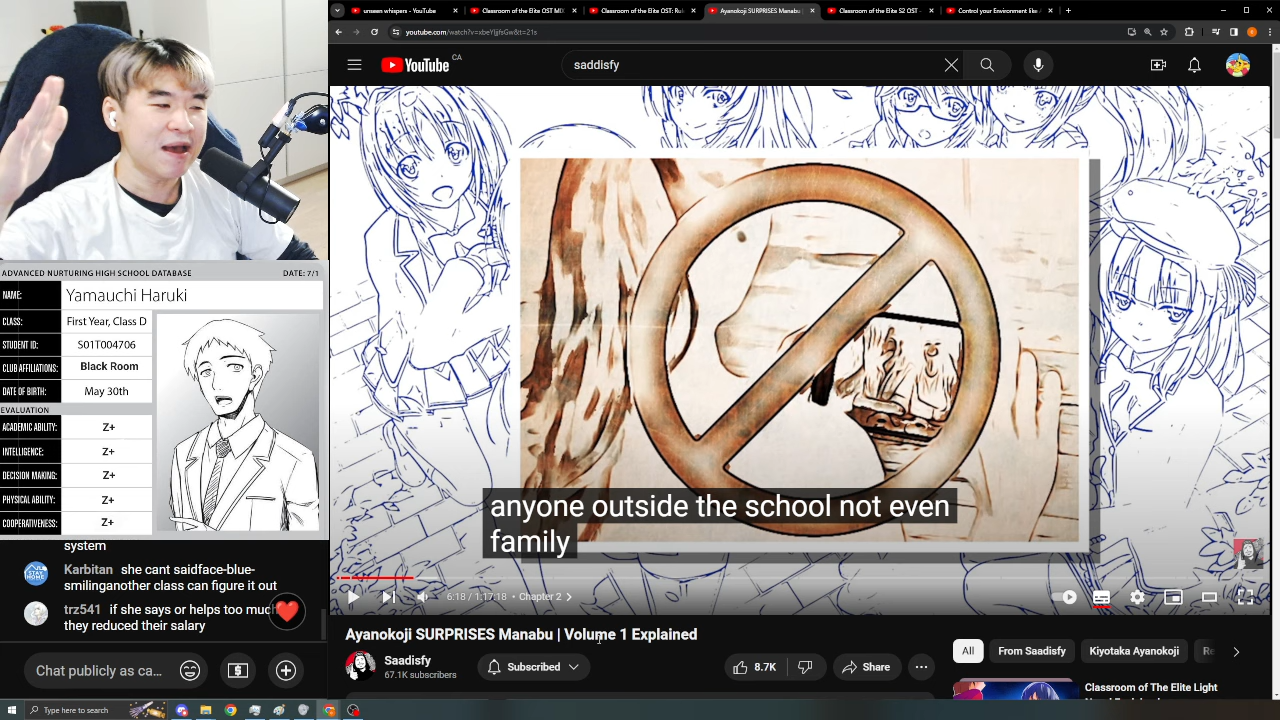 unseen whispers - YouTube
Classroom of the Elite OST MIX
Classroom of the Elite OST: Rul
Ayanokoji SURPRISES Manabu |
Classroom of the Elite S2 OST -
Control your Environment like
youtube.com/watch?v=xbeYJjjfsGw&t=21s
YouTube CA
saddisfy
ADVANCED NURTURING HIGH SCHOOL DATABASE
DATE: 7/1
NAME: Yamauchi Haruki
CLASS: First Year, Class D
STUDENT ID: S01T004706
CLUB AFFILIATIONS: Black Room
DATE OF BIRTH: May 30th
EVALUATION
ACADEMIC ABILITY: Z+
INTELLIGENCE: Z+
DECISION MAKING: Z+
PHYSICAL ABILITY: Z+
COOPERATIVENESS: Z+
system
Karbitan she cant saidface-blue-
smilinganother class can figure it out
trz541 if she says or helps too much
they reduced their salary
Chat publicly as ca...
anyone outside the school not even
family
6:18 / 1:17:18 • Chapter 2
Ayanokoji SURPRISES Manabu | Volume 1 Explained
Saadisfy
67.1K subscribers
Subscribed
8.7K
Share
All
From Saadisfy
Kiyotaka Ayanokoji
Re
Classroom of The Elite Light
Type here to search